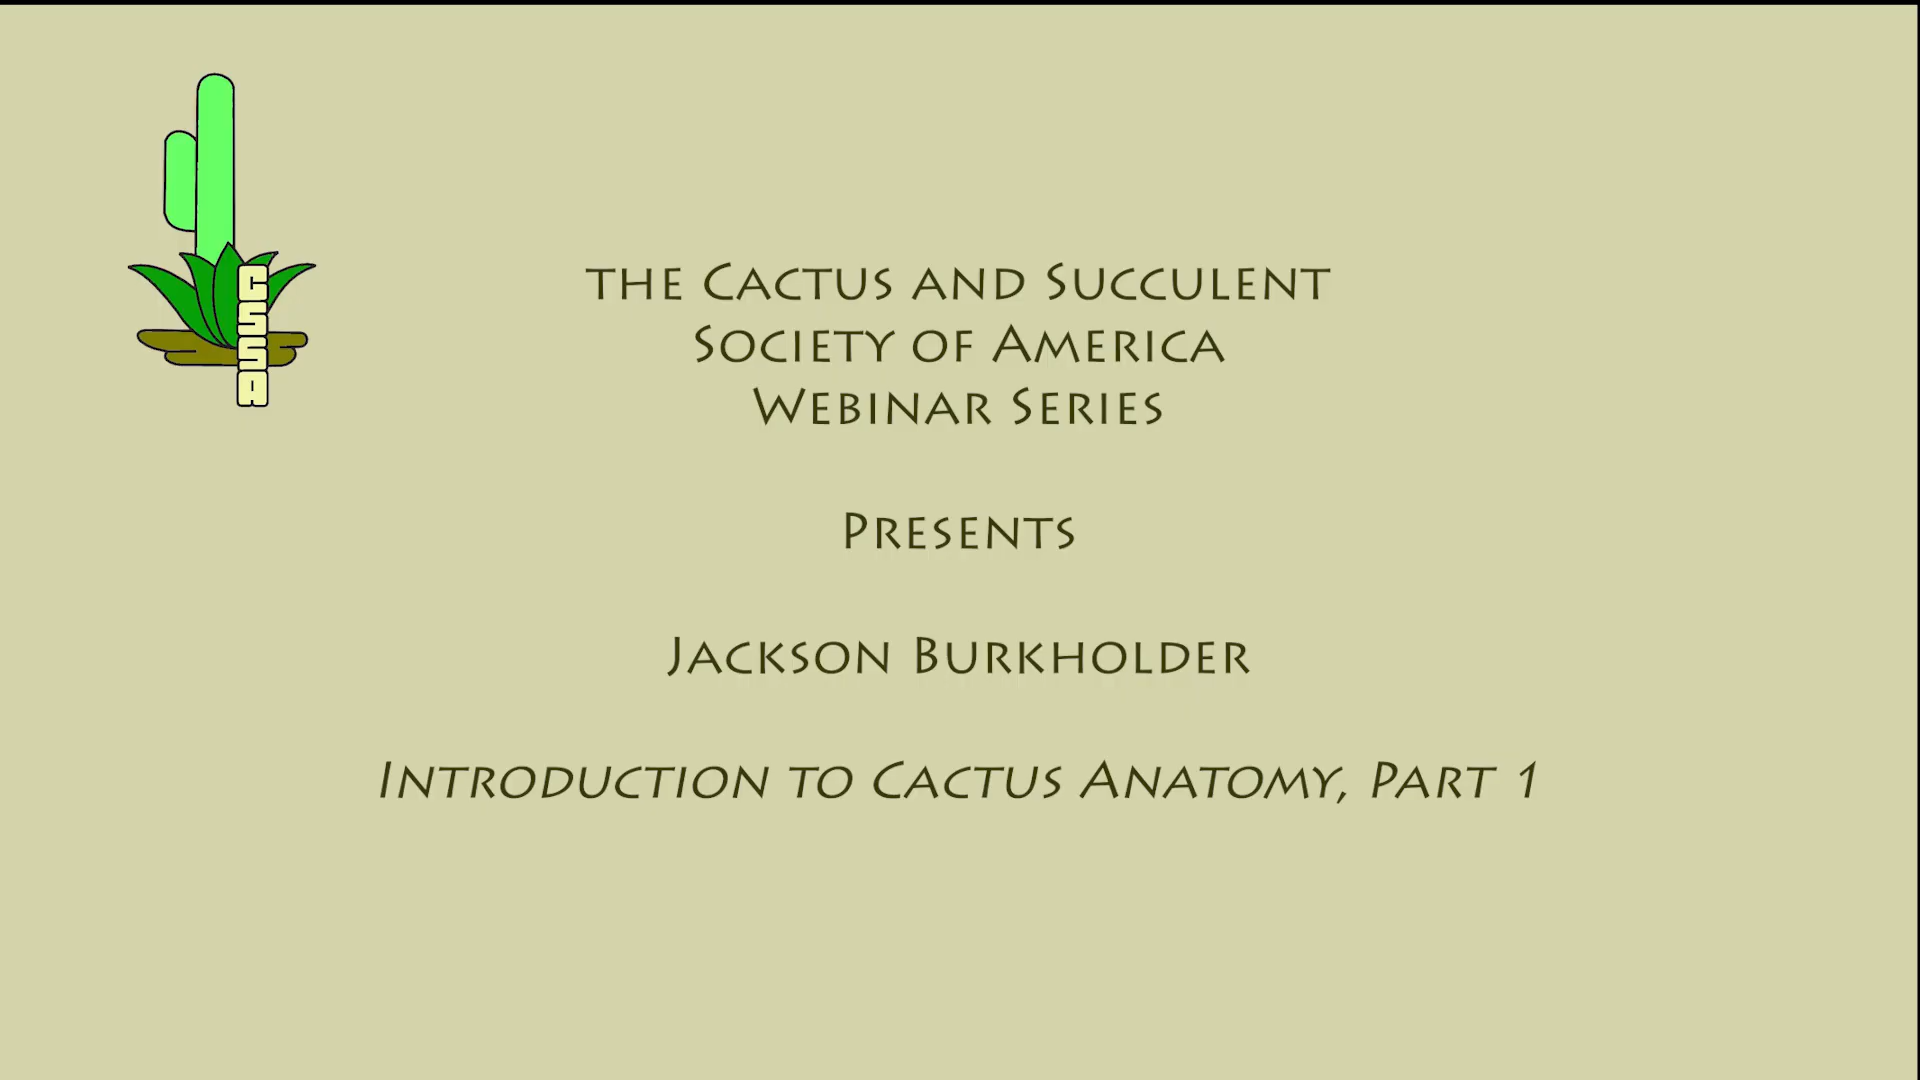 CSSA
the Cactus and Succulent
Society of America
Webinar Series
Presents
Jackson Burkholder
Introduction to Cactus Anatomy, Part 1